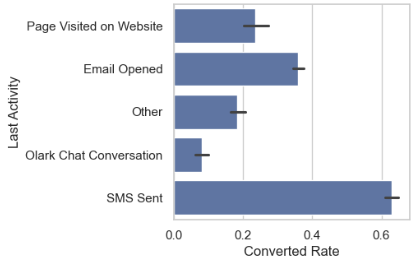 Page Visited on Website
Email Opened
Other
Olark Chat Conversation
SMS Sent
Last Activity
0.0 0.2 0.4 0.6
Converted Rate